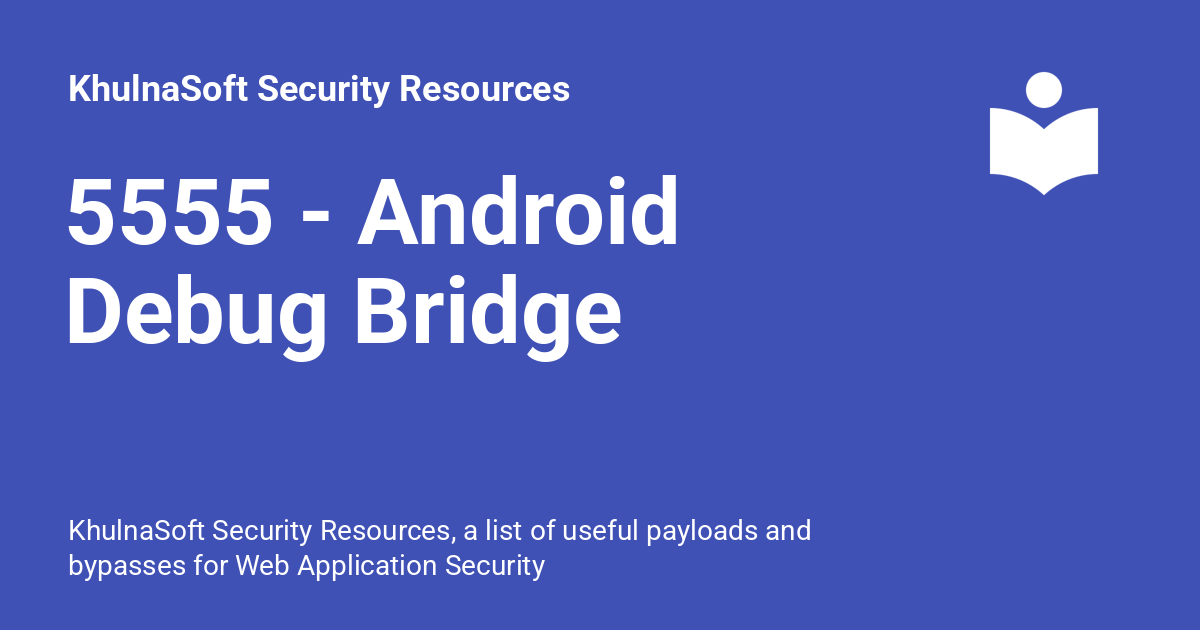 KhulnaSoft Security Resources
5555 - Android
Debug Bridge
KhulnaSoft Security Resources, a list of useful payloads and
bypasses for Web Application Security